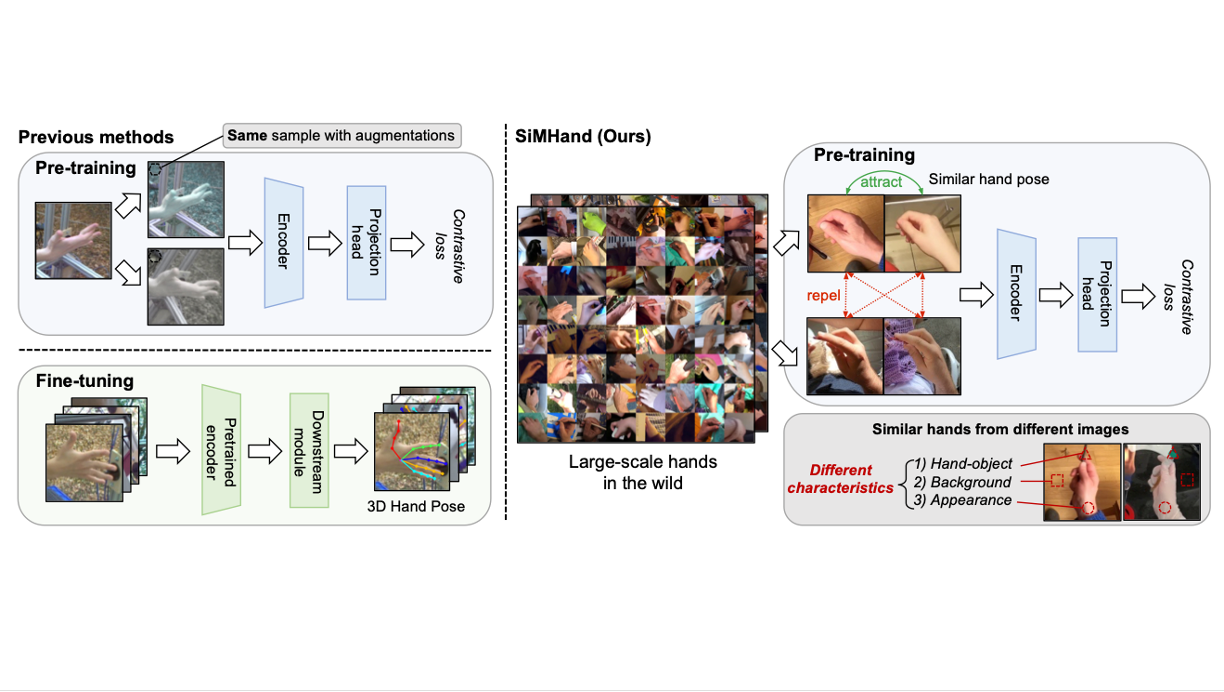 Previous methods
Same sample with augmentations
Pre-training
Encoder
Projection
head
Contrastive
loss
Fine-tuning
Pretrained
encoder
Downstream
module
3D Hand Pose
SiMHand (Ours)
Large-scale hands
in the wild
Pre-training
attract
Similar hand pose
repel
Encoder
Projection
head
Contrastive
loss
Similar hands from different images
Different
characteristics
1) Hand-object
2) Background
3) Appearance